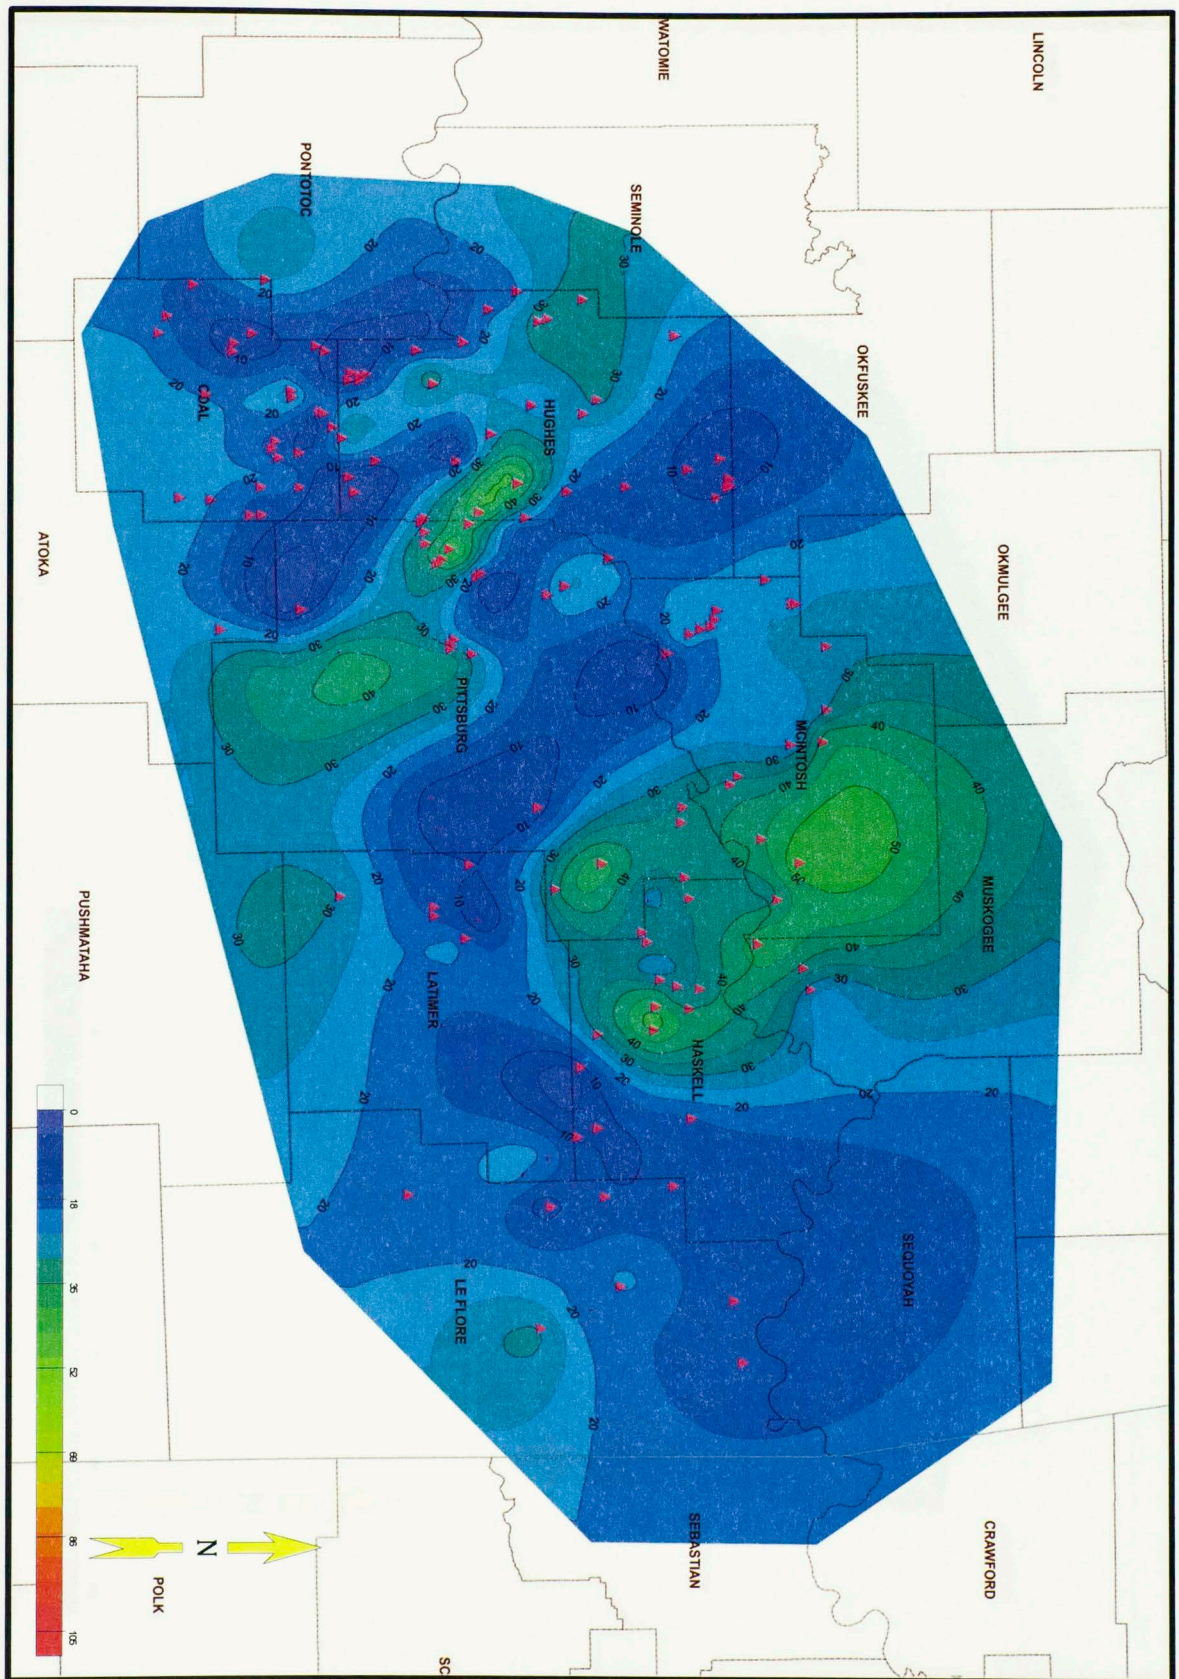 LINCOLN
WATOMIE
PONTOTOC
SEMINOLE
OKFUSKEE
OKMULGEE
HUGHES
COAL
ATOKA
PITTSBURG
MCINTOSH
MUSKOGEE
PUSHMATAHA
LATIMER
HASKELL
SEQUOYAH
LE FLORE
SEBASTIAN
CRAWFORD
POLK
SC
N
0 18 35 52 69 86 105
10
20
30
40
50